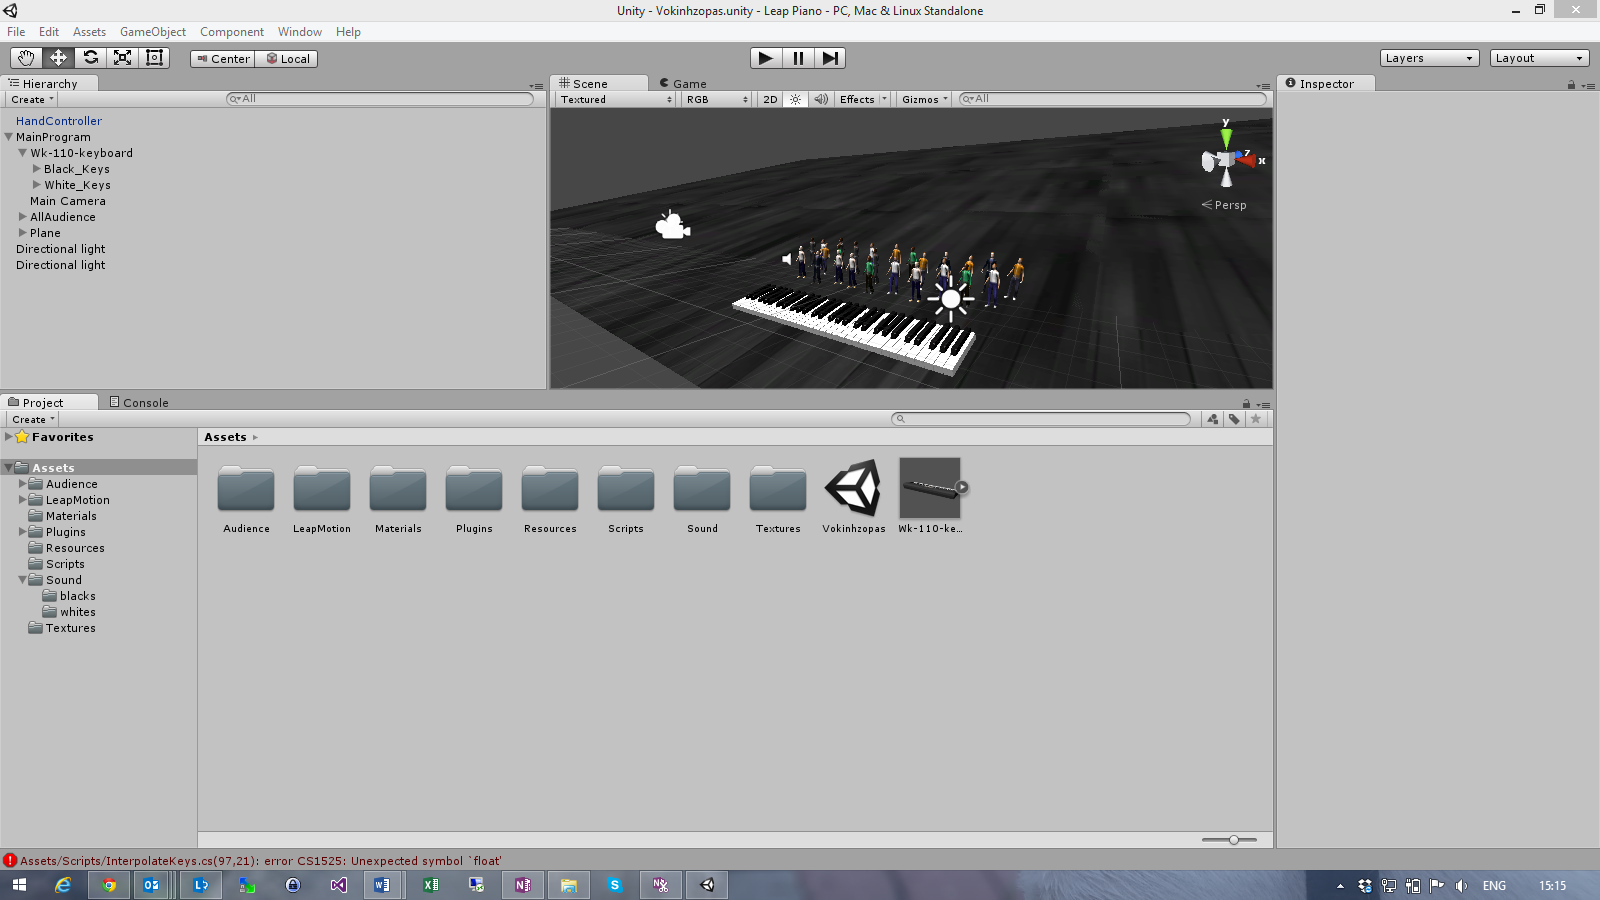 Unity - Vokinhzopas.unity - Leap Piano - PC, Mac & Linux Standalone
File Edit Assets GameObject Component Window Help
Center Local Layers Layout
Hierarchy
Create All
HandController
MainProgram
Wk-110-keyboard
Black_Keys
White_Keys
Main Camera
AllAudience
Plane
Directional light
Directional light
Scene Game
Textured RGB 2D Effects Gizmos All
y
z
x
Persp
Inspector
Project Console
Create
Favorites
Assets
Audience
LeapMotion
Materials
Plugins
Resources
Scripts
Sound
blacks
whites
Textures
Assets
Audience LeapMotion Materials Plugins Resources Scripts Sound Textures Vokinhzopas Wk-110-ke...
Assets/Scripts/InterpolateKeys.cs(97,21): error CS1525: Unexpected symbol `float'
ENG 15:15